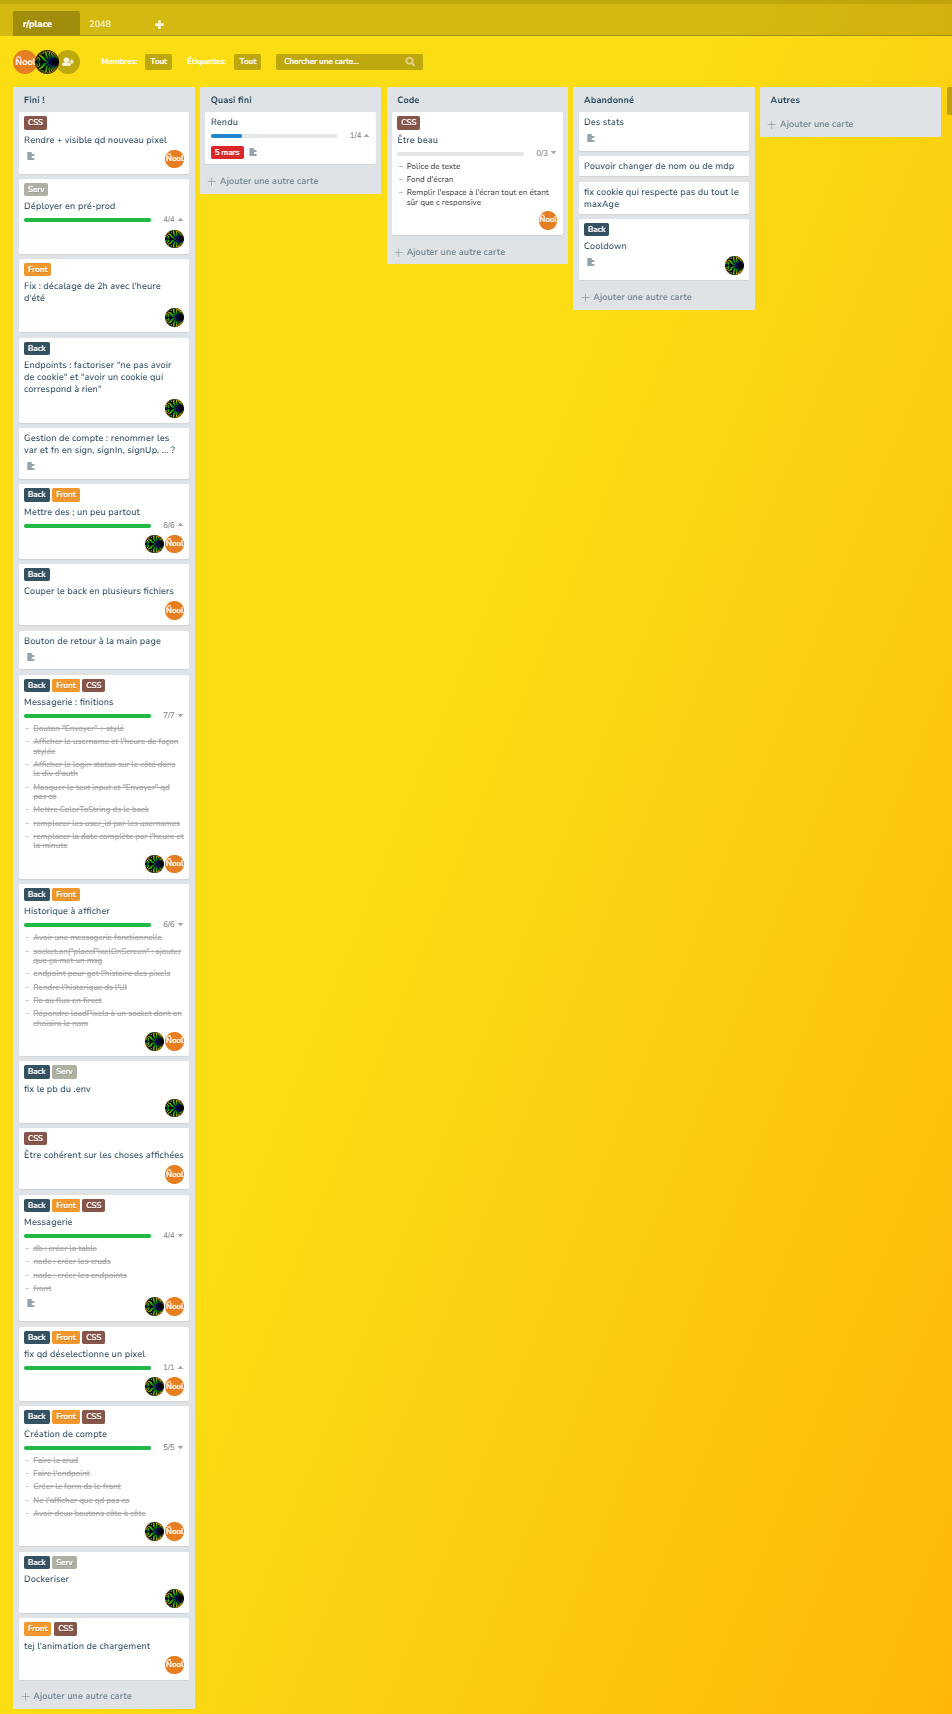 r/place
2048
Ñool
Membres:
Tout
Étiquettes:
Tout
Chercher une carte...
Fini !
CSS
Rendre + visible qd nouveau pixel
Ñool
Serv
Déployer en pré-prod
4/4
Front
Fix : décalage de 2h avec l'heure
d'été
Back
Endpoints : factoriser "ne pas avoir
de cookie" et "avoir un cookie qui
correspond à rien"
Gestion de compte : renommer les
var et fn en sign, signIn, signUp, ... ?
Back Front
Mettre des ; un peu partout
6/6
Ñool
Back
Couper le back en plusieurs fichiers
Ñool
Bouton de retour à la main page
Back Front CSS
Messagerie : finitions
7/7
Bouton "Envoyer" + stylé
Afficher le username et l'heure de façon
stylée
Afficher le login status sur le côté dans
le div d'auth
Masquer le text input et "Envoyer" qd
pas co
Mettre ColorToString ds le back
remplacer les user_id par les usernames
remplacer la date complète par l'heure et
la minute
Ñool
Back Front
Historique à afficher
6/6
Avoir une messagerie fonctionnelle
socket.on("placePixelOnScreen" : ajouter
que ça met un msg
endpoint pour get l'histoire des pixels
Rendre l'historique ds l'UI
Re au flux en firect
Répondre loadPixels à un socket dont on
choisira le nom
Ñool
Back Serv
fix le pb du .env
CSS
Être cohérent sur les choses affichées
Ñool
Back Front CSS
Messagerie
4/4
db : créer la table
node : créer les cruds
node : créer les endpoints
front
Ñool
Back Front CSS
fix qd déselectionne un pixel
1/1
Ñool
Back Front CSS
Création de compte
5/5
Faire le crud
Faire l'endpoint
Créer le form ds le front
Ne l'afficher que qd pas co
Avoir deux boutons côte à côte
Ñool
Back Serv
Dockeriser
Front CSS
tej l'animation de chargement
Ñool
Ajouter une autre carte
Quasi fini
Rendu
1/4
5 mars
Ajouter une autre carte
Code
CSS
Être beau
0/3
Police de texte
Fond d'écran
Remplir l'espace à l'écran tout en étant
sûr que c responsive
Ñool
Ajouter une autre carte
Abandonné
Des stats
Pouvoir changer de nom ou de mdp
fix cookie qui respecte pas du tout le
maxAge
Back
Cooldown
Ajouter une autre carte
Autres
Ajouter une carte